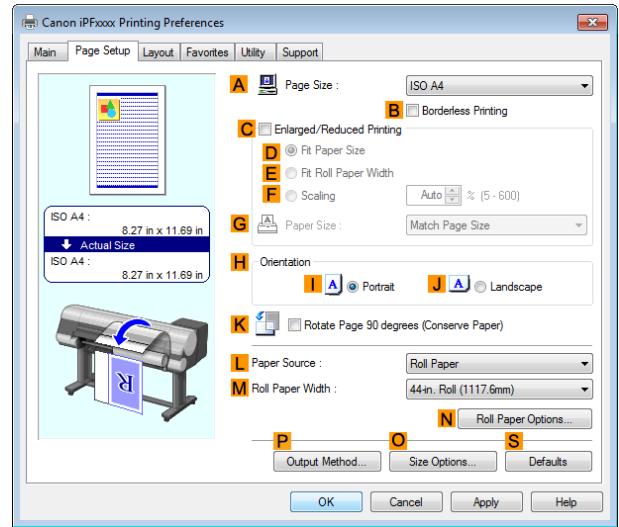 Canon iPFxxxx Printing Preferences
Main Page Setup Layout Favorites Utility Support
A Page Size : ISO A4
B Borderless Printing
C Enlarged/Reduced Printing
D Fit Paper Size
E Fit Roll Paper Width
F Scaling Auto % (5 - 600)
G Paper Size : Match Page Size
ISO A4 :
8.27 in x 11.69 in
Actual Size
ISO A4 :
8.27 in x 11.69 in
H Orientation
I A Portrait J A Landscape
K Rotate Page 90 degrees (Conserve Paper)
R
L Paper Source : Roll Paper
M Roll Paper Width : 44-in. Roll (1117.6mm)
N Roll Paper Options...
P O S
Output Method... Size Options... Defaults
OK Cancel Apply Help